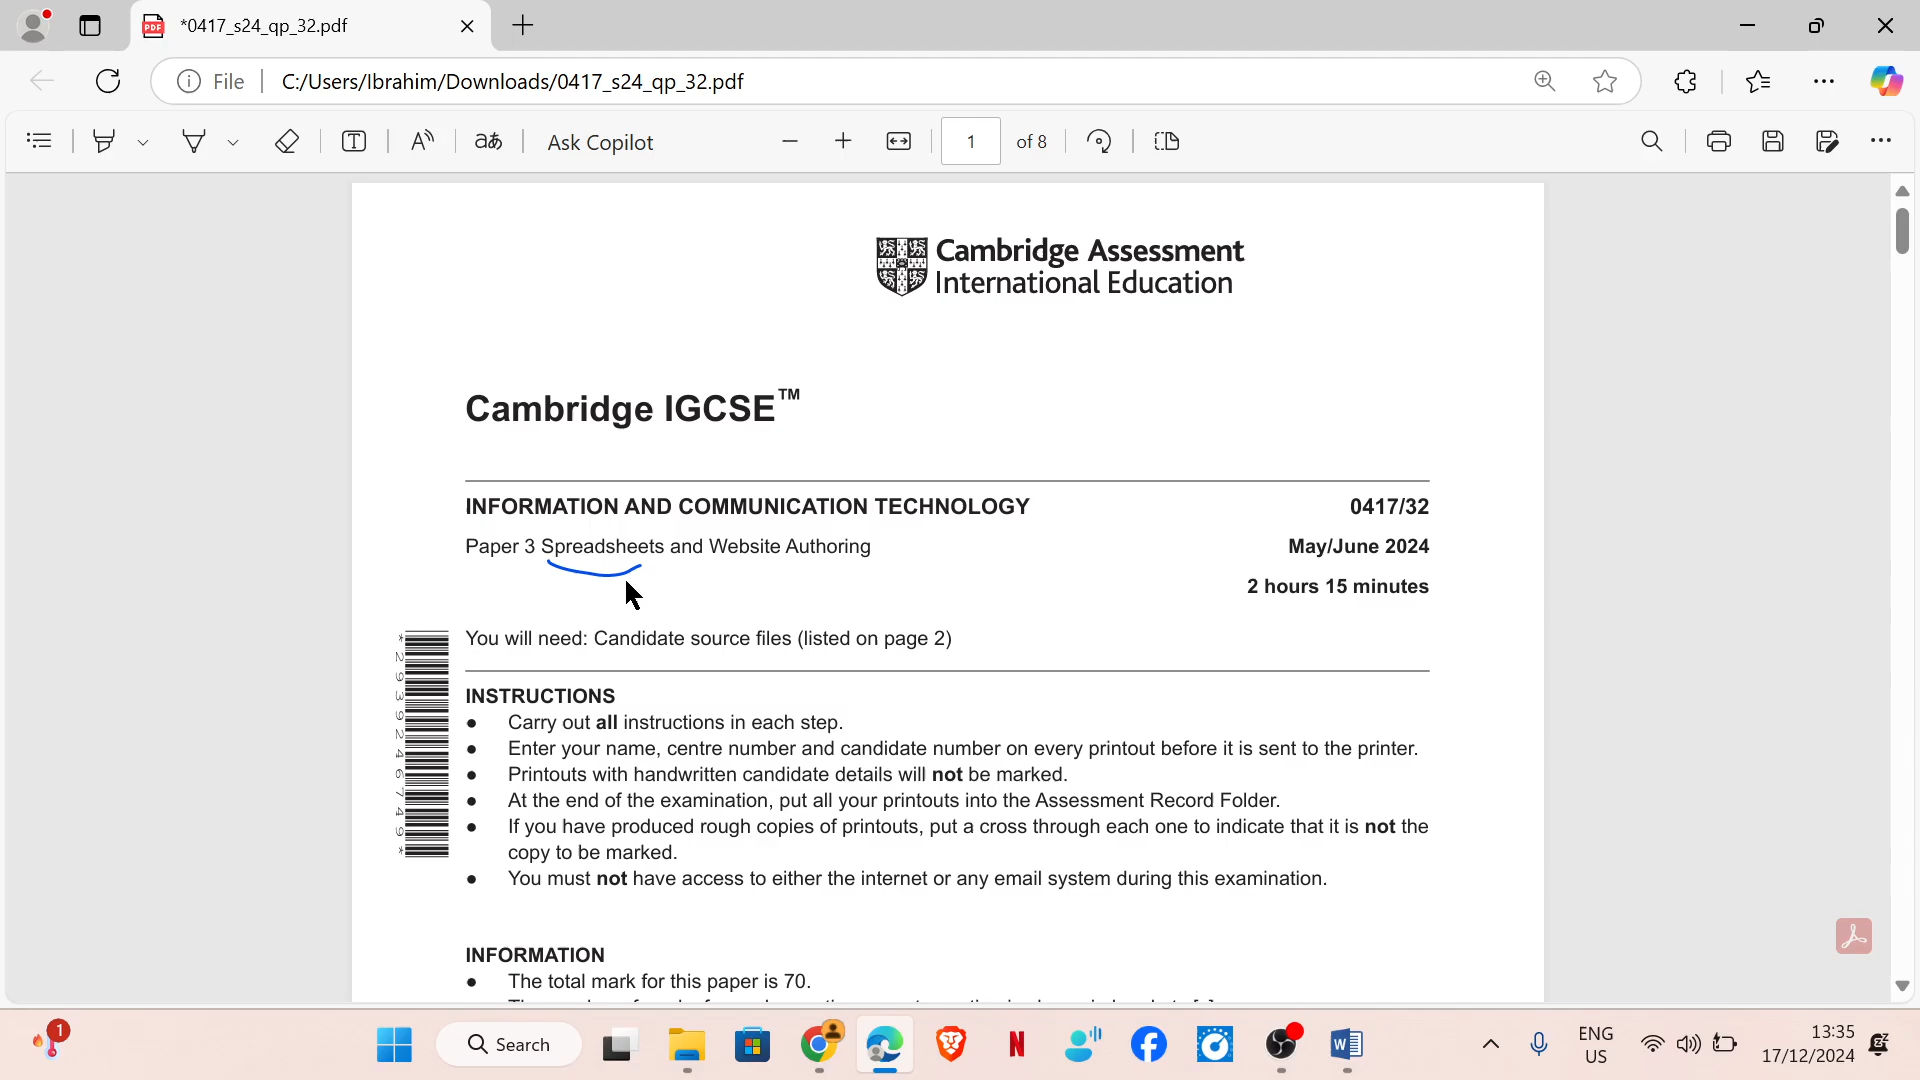 *0417_s24_qp_32.pdf
File C:/Users/Ibrahim/Downloads/0417_s24_qp_32.pdf
Ask Copilot 1 of 8
Cambridge Assessment
International Education
Cambridge IGCSE™
INFORMATION AND COMMUNICATION TECHNOLOGY 0417/32
Paper 3 Spreadsheets and Website Authoring May/June 2024
2 hours 15 minutes
You will need: Candidate source files (listed on page 2)
*2939246749*
INSTRUCTIONS
● Carry out all instructions in each step.
● Enter your name, centre number and candidate number on every printout before it is sent to the printer.
● Printouts with handwritten candidate details will not be marked.
● At the end of the examination, put all your printouts into the Assessment Record Folder.
● If you have produced rough copies of printouts, put a cross through each one to indicate that it is not the
copy to be marked.
● You must not have access to either the internet or any email system during this examination.
INFORMATION
● The total mark for this paper is 70.
1 Search ENG 13:35
US 17/12/2024